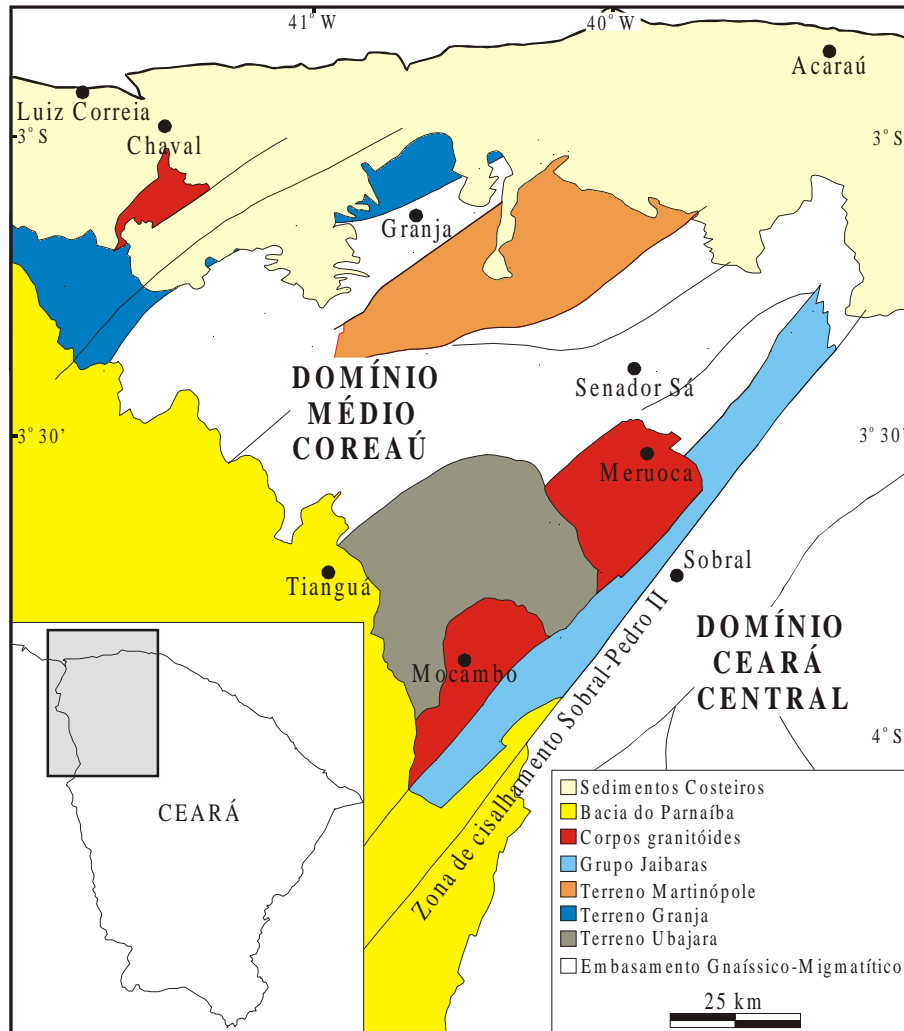 41° W
40° W
Acaraú
Luiz Correia
3° S
Chaval
3° S
Granja
DOMÍNIO
MÉDIO
COREAÚ
Senador Sá
3° 30'
3° 30'
Meruoca
Tianguá
Sobral
DOMÍNIO
CEARÁ
CENTRAL
Mocambo
Zona de cisalhamento Sobral-Pedro II
4° S
CEARÁ
Sedimentos Costeiros
Bacia do Parnaíba
Corpos granitóides
Grupo Jaibaras
Terreno Martinópole
Terreno Granja
Terreno Ubajara
Embasamento Gnaíssico-Migmatítico
25 km